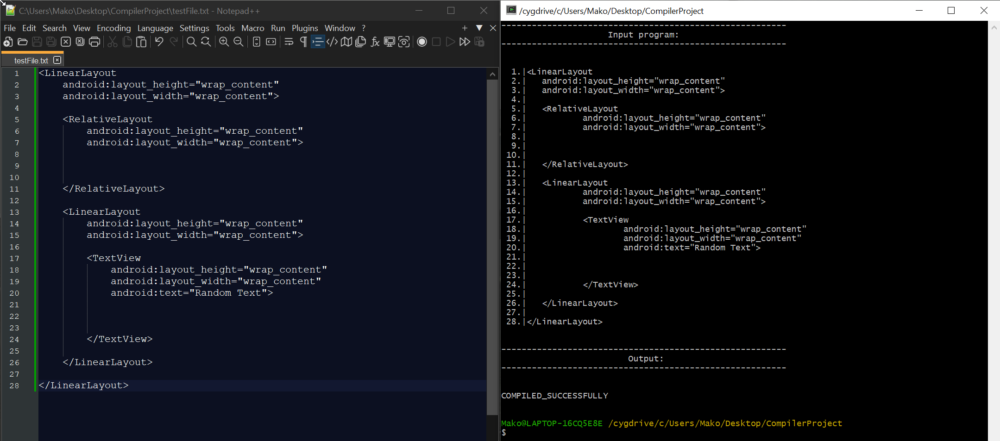 C:\Users\Mako\Desktop\CompilerProject\testFile.txt - Notepad++
File Edit Search View Encoding Language Settings Tools Macro Run Plugins Window ?
testFile.txt
1 <LinearLayout
2     android:layout_height="wrap_content"
3     android:layout_width="wrap_content">
4
5     <RelativeLayout
6         android:layout_height="wrap_content"
7         android:layout_width="wrap_content">
8
9
10
11     </RelativeLayout>
12
13     <LinearLayout
14         android:layout_height="wrap_content"
15         android:layout_width="wrap_content">
16
17         <TextView
18             android:layout_height="wrap_content"
19             android:layout_width="wrap_content"
20             android:text="Random Text">
21
22
23
24         </TextView>
25
26     </LinearLayout>
27
28 </LinearLayout>
/cygdrive/c/Users/Mako/Desktop/CompilerProject
--------------------------------------------------------
Input program:
--------------------------------------------------------
1.|<LinearLayout
2.|   android:layout_height="wrap_content"
3.|   android:layout_width="wrap_content">
4.|
5.|   <RelativeLayout
6.|           android:layout_height="wrap_content"
7.|           android:layout_width="wrap_content">
8.|
9.|
10.|
11.|   </RelativeLayout>
12.|
13.|   <LinearLayout
14.|           android:layout_height="wrap_content"
15.|           android:layout_width="wrap_content">
16.|
17.|           <TextView
18.|                   android:layout_height="wrap_content"
19.|                   android:layout_width="wrap_content"
20.|                   android:text="Random Text">
21.|
22.|
23.|
24.|           </TextView>
25.|
26.|   </LinearLayout>
27.|
28.|</LinearLayout>
--------------------------------------------------------
Output:
--------------------------------------------------------
COMPILED_SUCCESSFULLY
Mako@LAPTOP-16CQ5E8E /cygdrive/c/Users/Mako/Desktop/CompilerProject
$